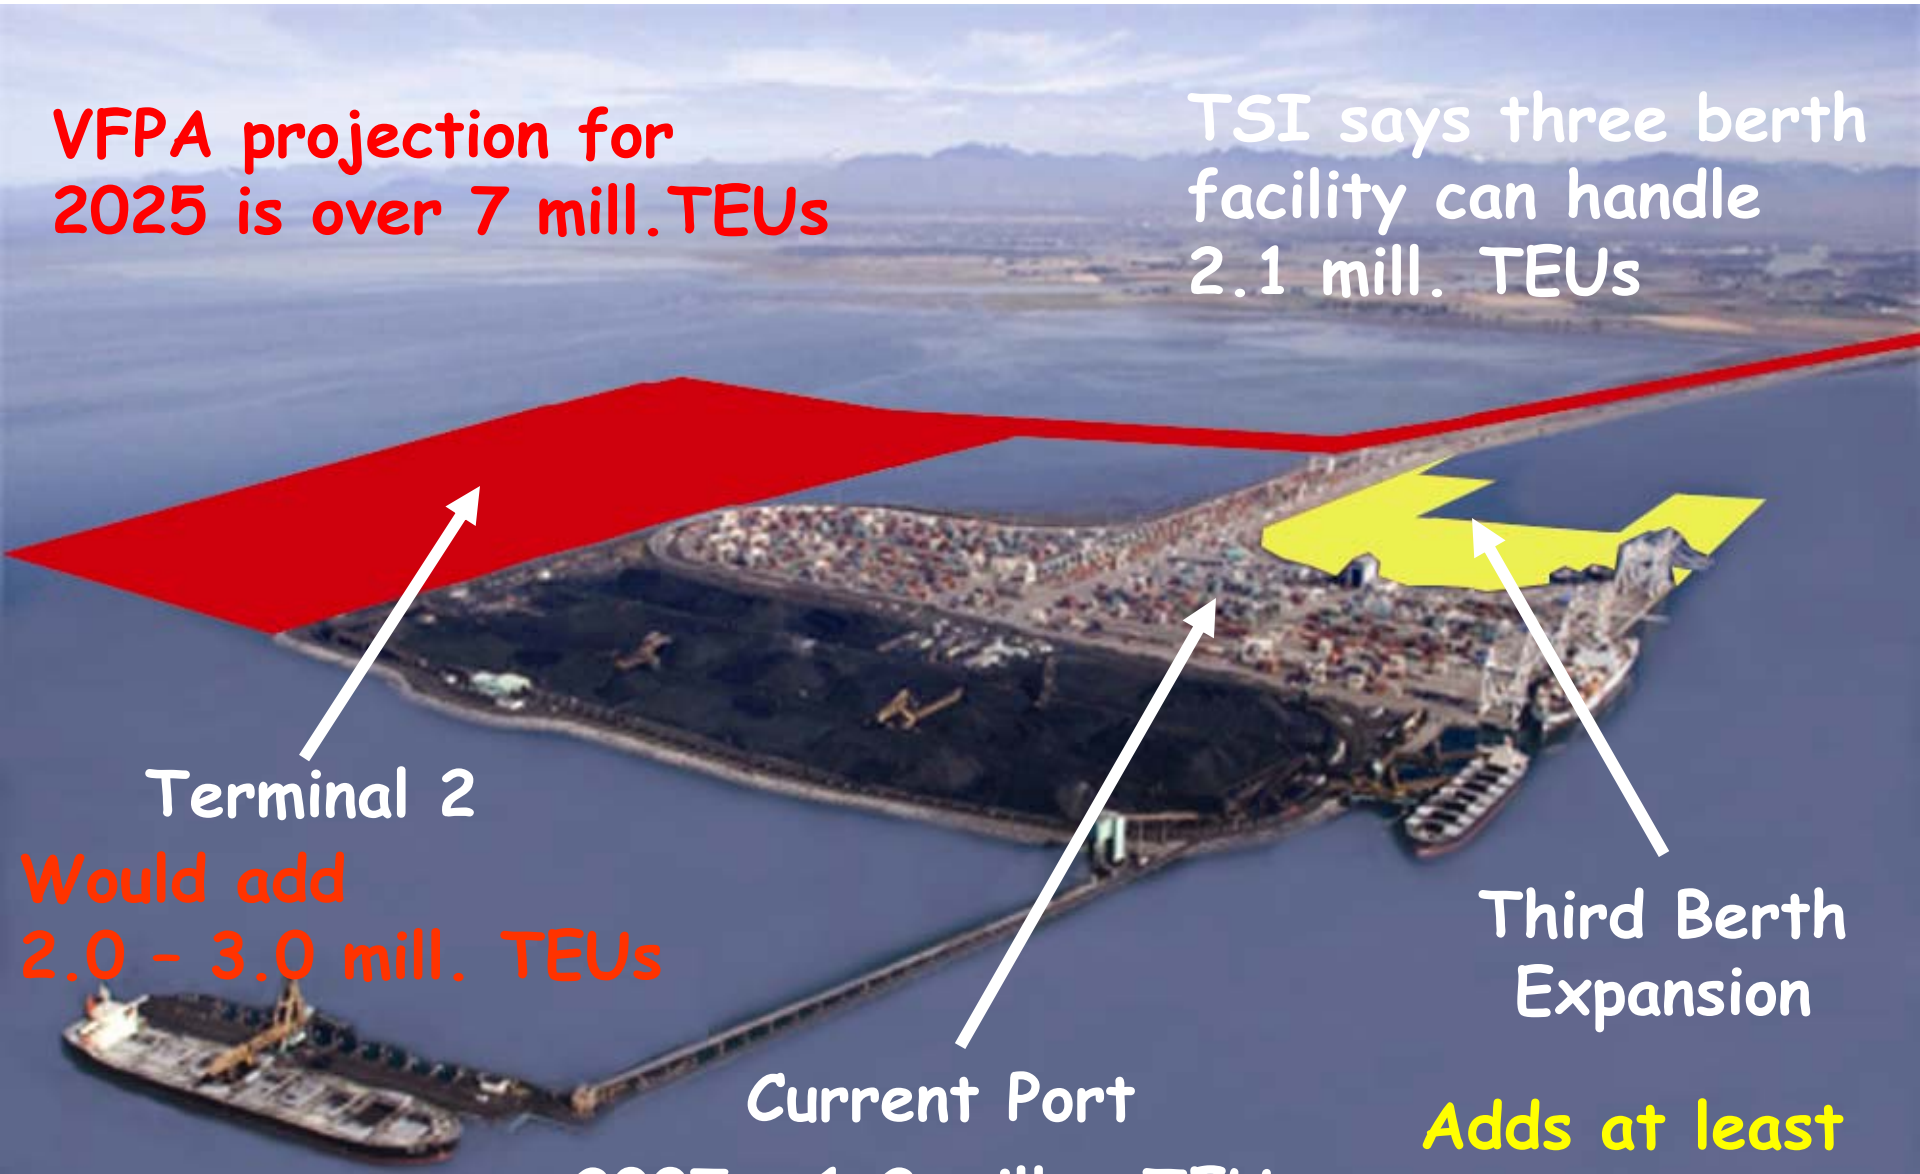 VFPA projection for
2025 is over 7 mill.TEUs
TSI says three berth
facility can handle
2.1 mill. TEUs
Terminal 2
Would add
2.0 – 3.0 mill. TEUs
Third Berth
Expansion
Current Port
Adds at least